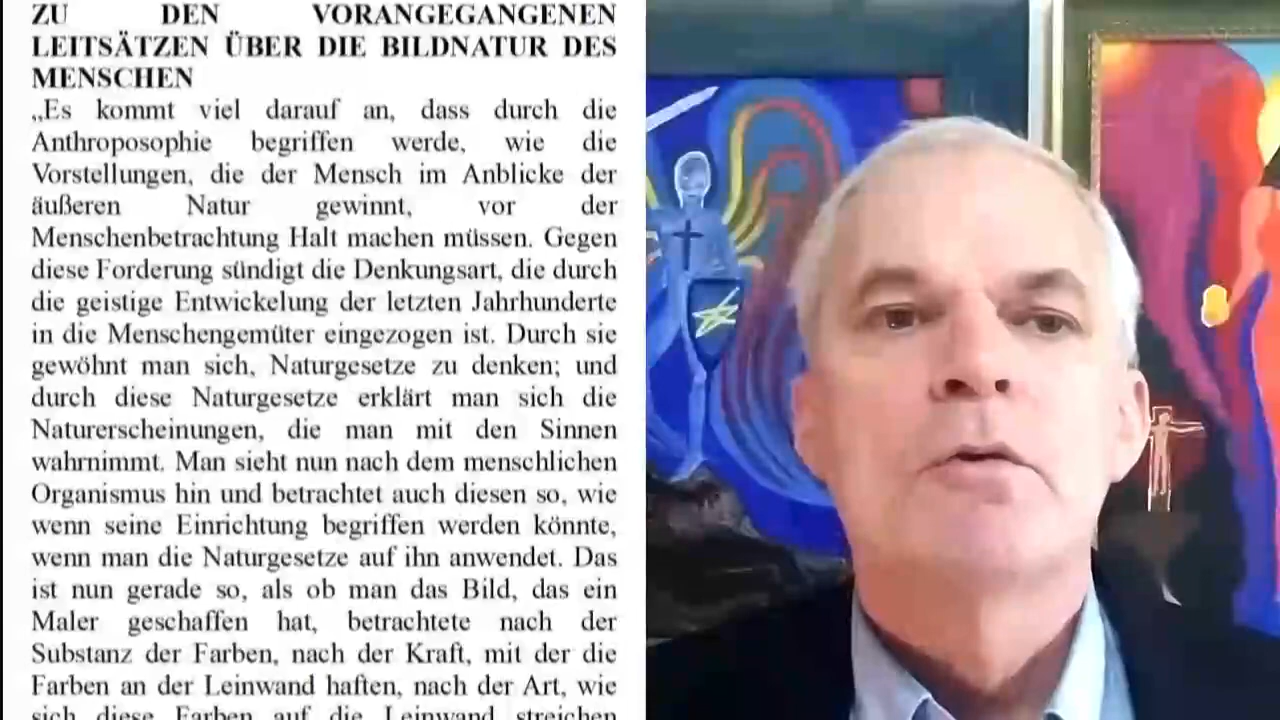 ZU DEN VORANGEGANGENEN
LEITSÄTZEN ÜBER DIE BILDNATUR DES
MENSCHEN
„Es kommt viel darauf an, dass durch die
Anthroposophie begriffen werde, wie die
Vorstellungen, die der Mensch im Anblicke der
äußeren Natur gewinnt, vor der
Menschenbetrachtung Halt machen müssen. Gegen
diese Forderung sündigt die Denkungsart, die durch
die geistige Entwickelung der letzten Jahrhunderte
in die Menschengemüter eingezogen ist. Durch sie
gewöhnt man sich, Naturgesetze zu denken; und
durch diese Naturgesetze erklärt man sich die
Naturerscheinungen, die man mit den Sinnen
wahrnimmt. Man sieht nun nach dem menschlichen
Organismus hin und betrachtet auch diesen so, wie
wenn seine Einrichtung begriffen werden könnte,
wenn man die Naturgesetze auf ihn anwendet. Das
ist nun gerade so, als ob man das Bild, das ein
Maler geschaffen hat, betrachtete nach der
Substanz der Farben, nach der Kraft, mit der die
Farben an der Leinwand haften, nach der Art, wie
sich diese Farben auf die Leinwand streichen